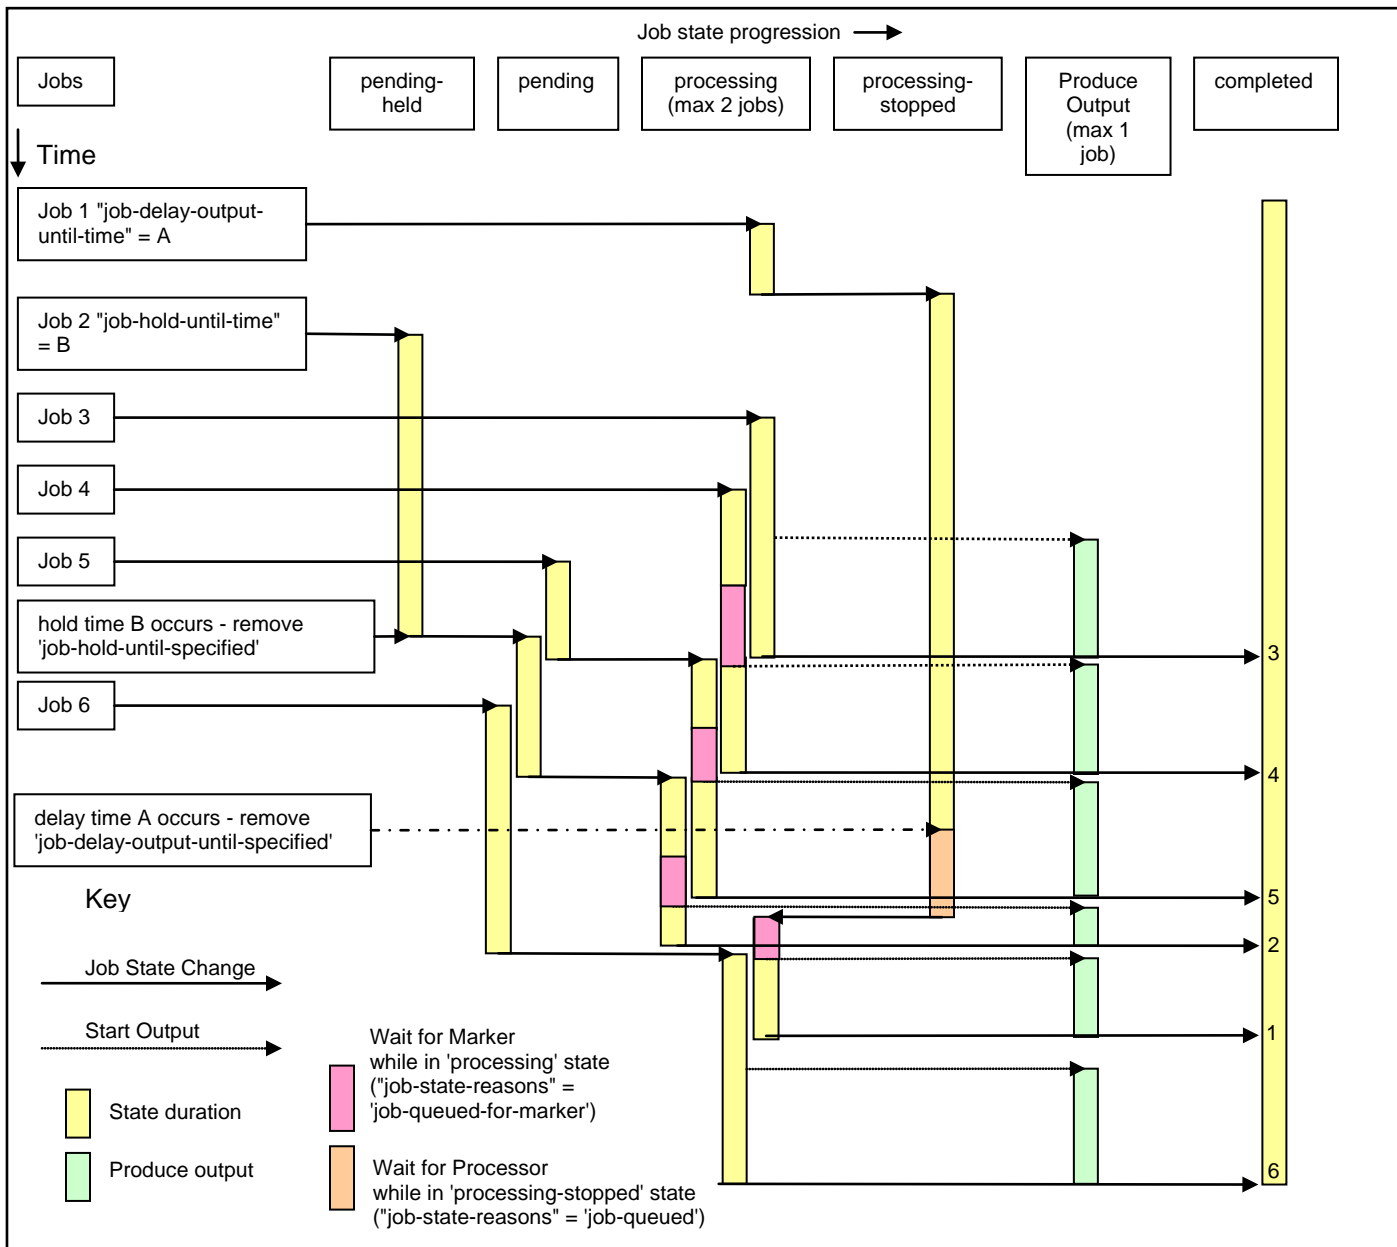 Job state progression
Jobs
pending-
held
pending
processing
(max 2 jobs)
processing-
stopped
Produce
Output
(max 1
job)
completed
Time
Job 1 "job-delay-output-
until-time" = A
Job 2 "job-hold-until-time"
= B
Job 3
Job 4
Job 5
hold time B occurs - remove
'job-hold-until-specified'
3
Job 6
4
delay time A occurs - remove
'job-delay-output-until-specified'
5
2
1
6
Key
Job State Change
Start Output
State duration
Produce output
Wait for Marker
while in 'processing' state
("job-state-reasons" =
'job-queued-for-marker')
Wait for Processor
while in 'processing-stopped' state
("job-state-reasons" = 'job-queued')